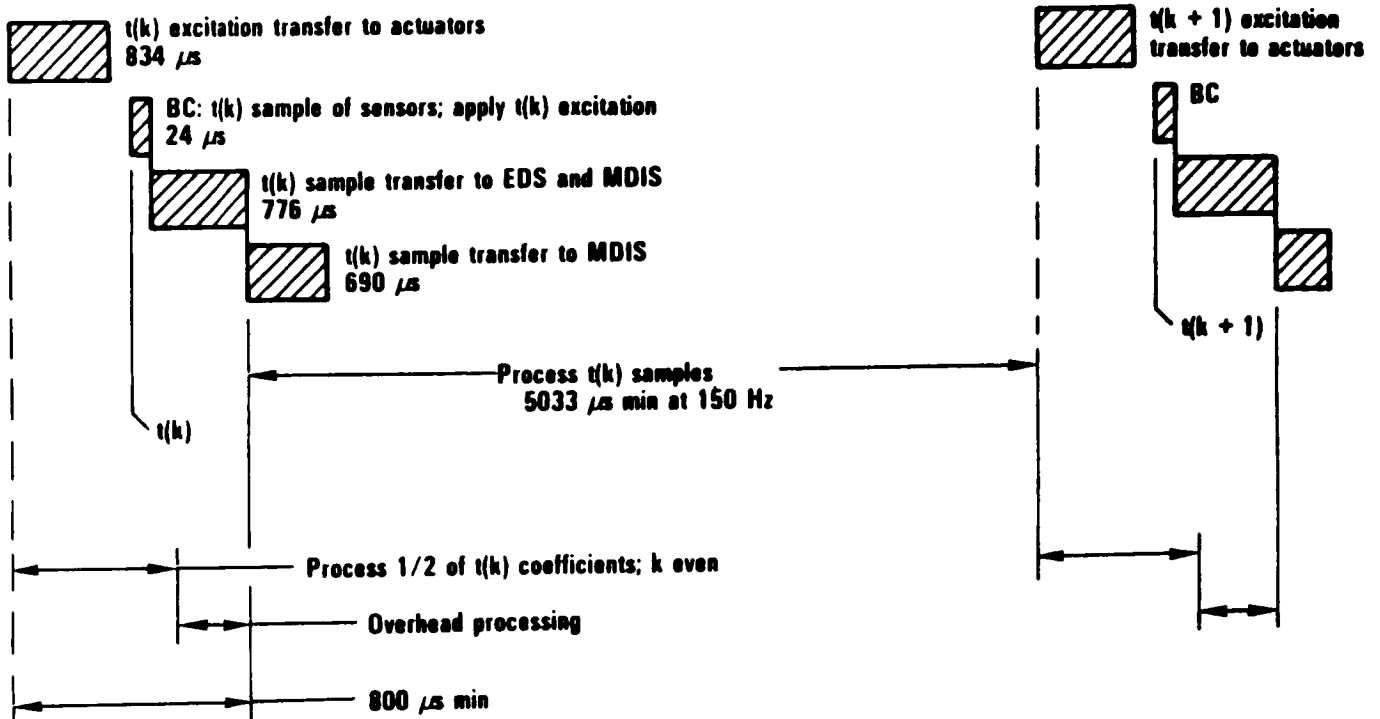 t(k) excitation transfer to actuators
834 μs
BC: t(k) sample of sensors; apply t(k) excitation
24 μs
t(k) sample transfer to EDS and MDIS
776 μs
t(k) sample transfer to MDIS
690 μs
t(k)
Process t(k) samples
5033 μs min at 150 Hz
t(k + 1) excitation
transfer to actuators
BC
t(k + 1)
Process 1/2 of t(k) coefficients; k even
Overhead processing
800 μs min